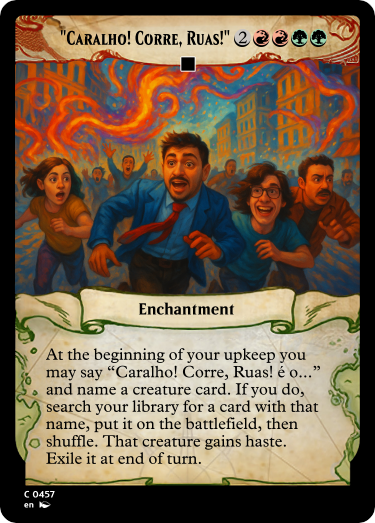 "Caralho! Corre, Ruas!" 2
Enchantment
At the beginning of your upkeep you
may say “Caralho! Corre, Ruas! é o...”
and name a creature card. If you do,
search your library for a card with that
name, put it on the battlefield, then
shuffle. That creature gains haste.
Exile it at end of turn.
C 0457
en